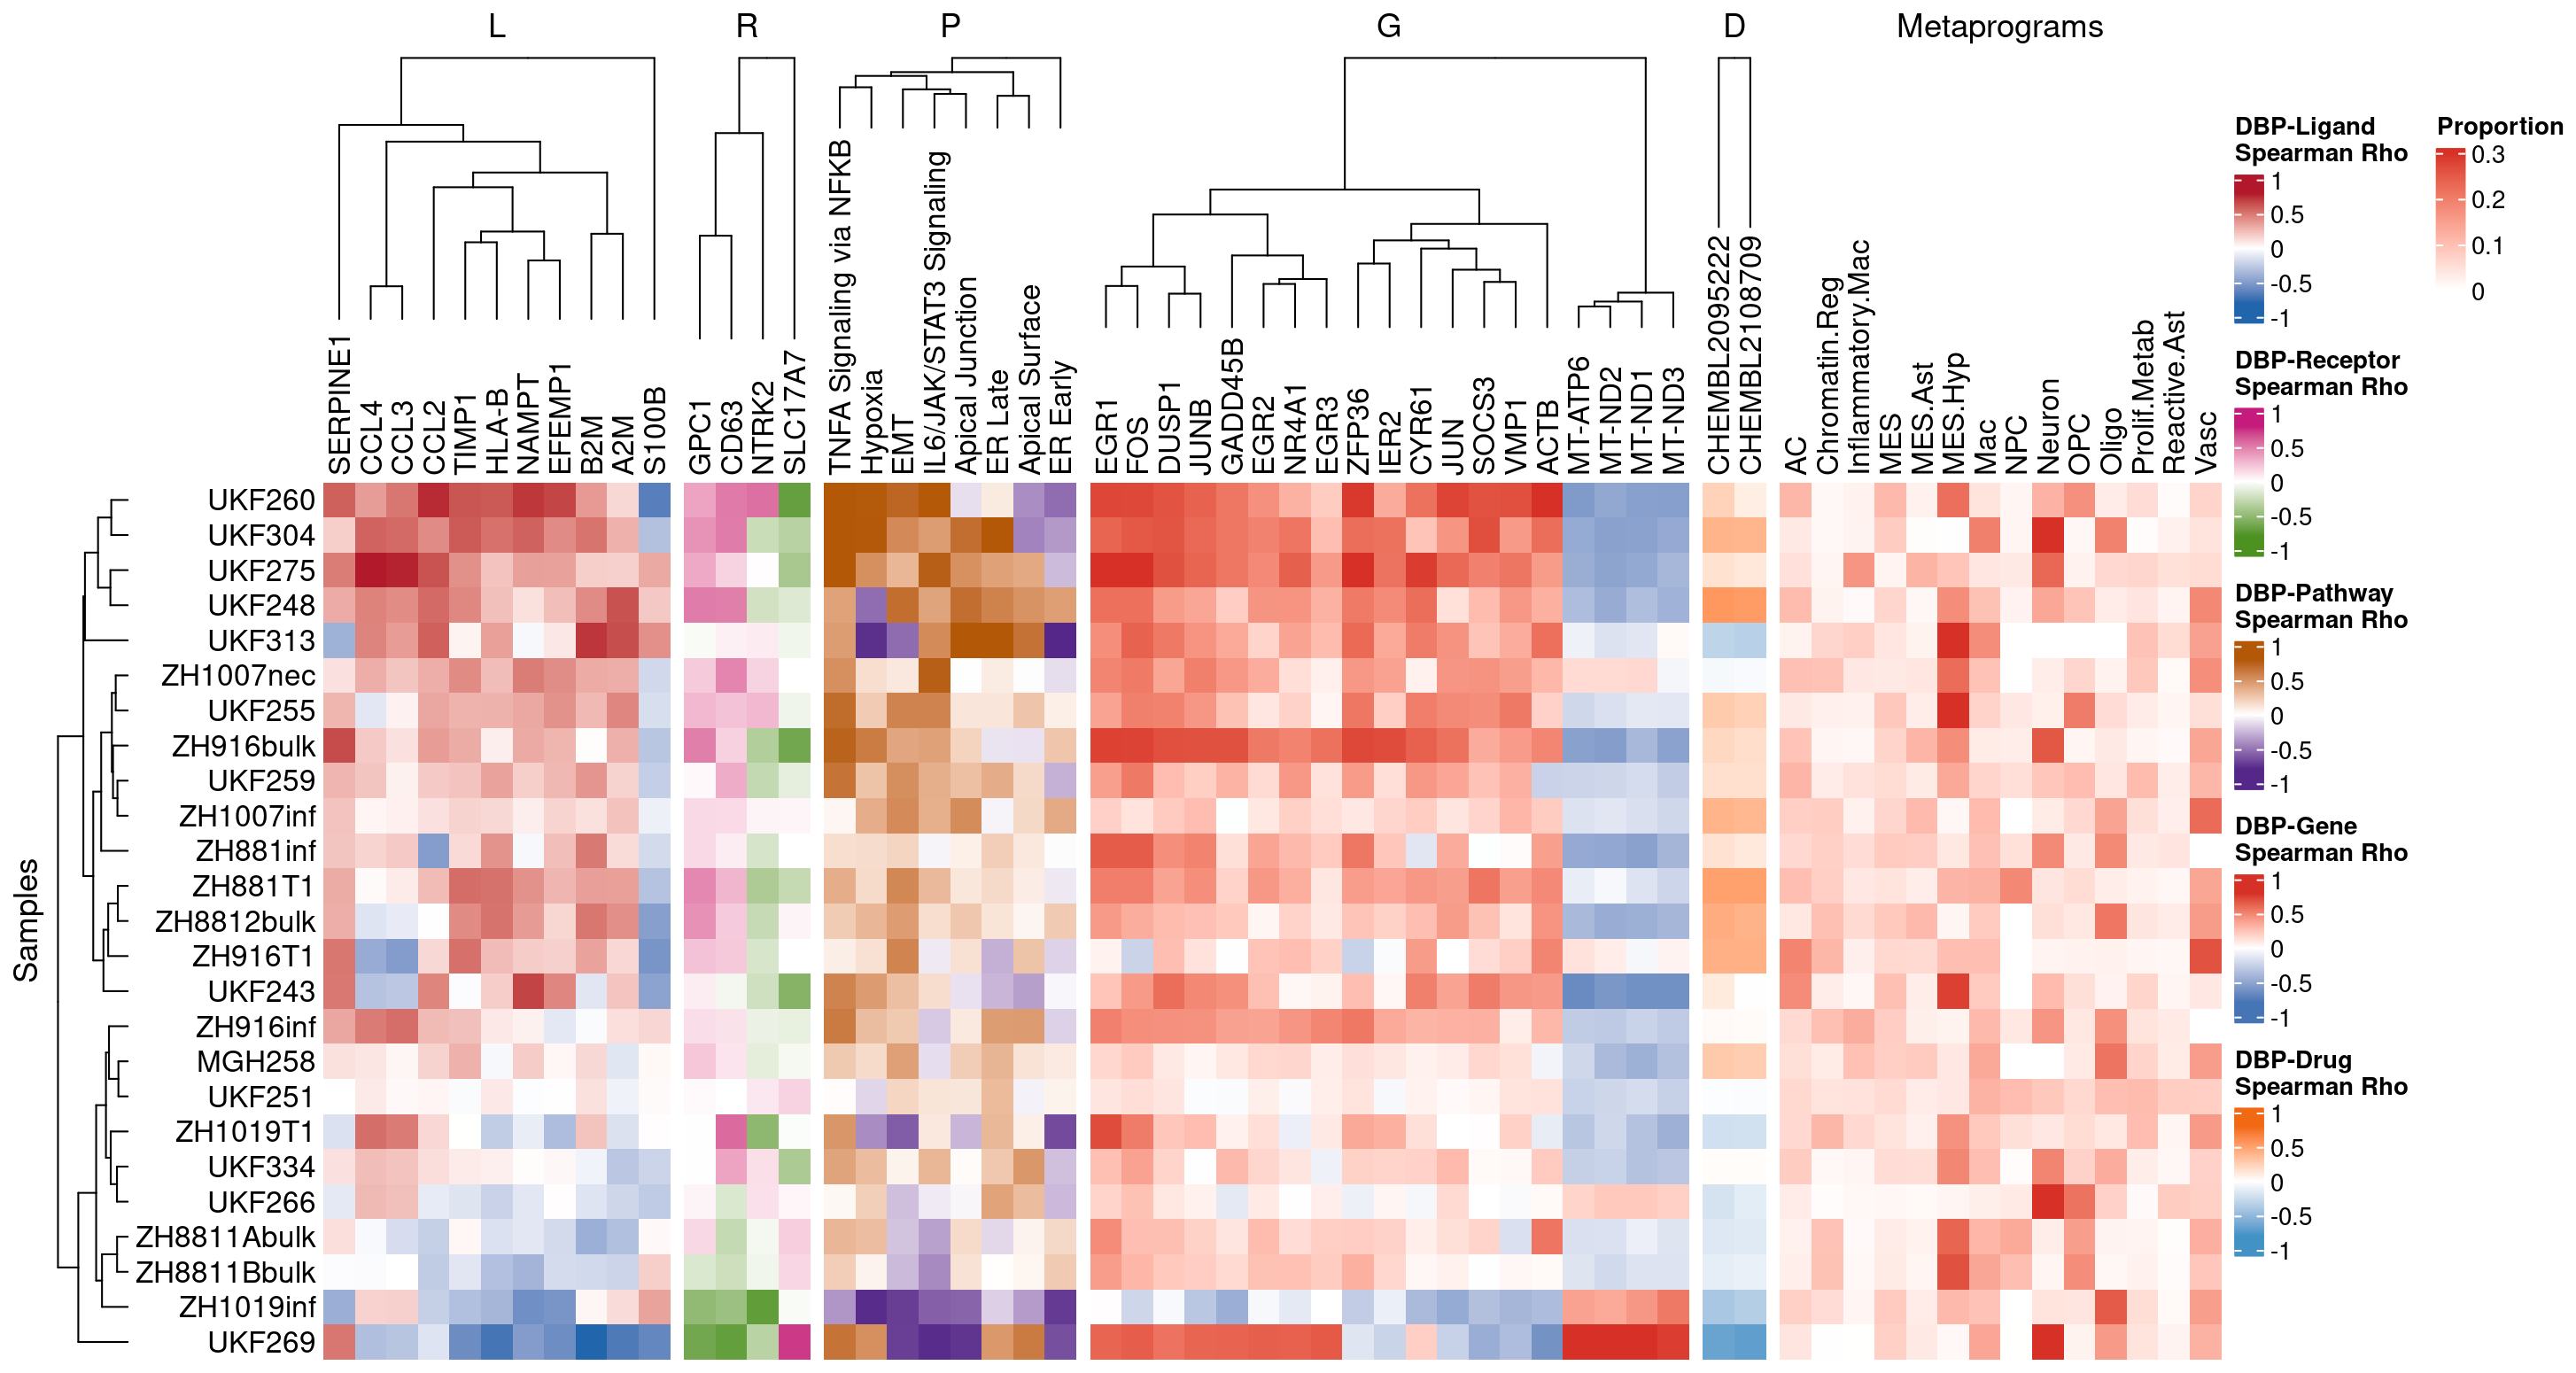 L R P G D Metaprograms
SERPINE1
CCL4
CCL3
CCL2
TIMP1
HLA-B
NAMPT
EFEMP1
B2M
A2M
S100B
GPC1
CD63
NTRK2
SLC17A7
TNFA Signaling via NFKB
Hypoxia
EMT
IL6/JAK/STAT3 Signaling
Apical Junction
ER Late
Apical Surface
ER Early
EGR1
FOS
DUSP1
JUNB
GADD45B
EGR2
NR4A1
EGR3
ZFP36
IER2
CYR61
JUN
SOCS3
VMP1
ACTB
MT-ATP6
MT-ND2
MT-ND1
MT-ND3
CHEMBL2095222
CHEMBL2108709
AC
Chromatin.Reg
Inflammatory.Mac
MES
MES.Ast
MES.Hyp
Mac
NPC
Neuron
OPC
Oligo
Prolif.Metab
Reactive.Ast
Vasc
Samples
UKF260
UKF304
UKF275
UKF248
UKF313
ZH1007nec
UKF255
ZH916bulk
UKF259
ZH1007inf
ZH881inf
ZH881T1
ZH8812bulk
ZH916T1
UKF243
ZH916inf
MGH258
UKF251
ZH1019T1
UKF334
UKF266
ZH8811Abulk
ZH8811Bbulk
ZH1019inf
UKF269
DBP-Ligand
Spearman Rho
1
0.5
0
-0.5
-1
DBP-Receptor
Spearman Rho
1
0.5
0
-0.5
-1
DBP-Pathway
Spearman Rho
1
0.5
0
-0.5
-1
DBP-Gene
Spearman Rho
1
0.5
0
-0.5
-1
DBP-Drug
Spearman Rho
1
0.5
0
-0.5
-1
Proportion
0.3
0.2
0.1
0